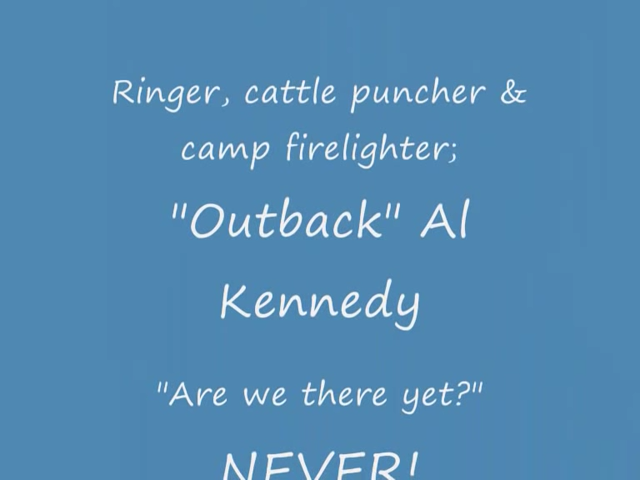 Ringer, cattle puncher &
camp firelighter;
"Outback" Al
Kennedy
"Are we there yet?"
NEVER!